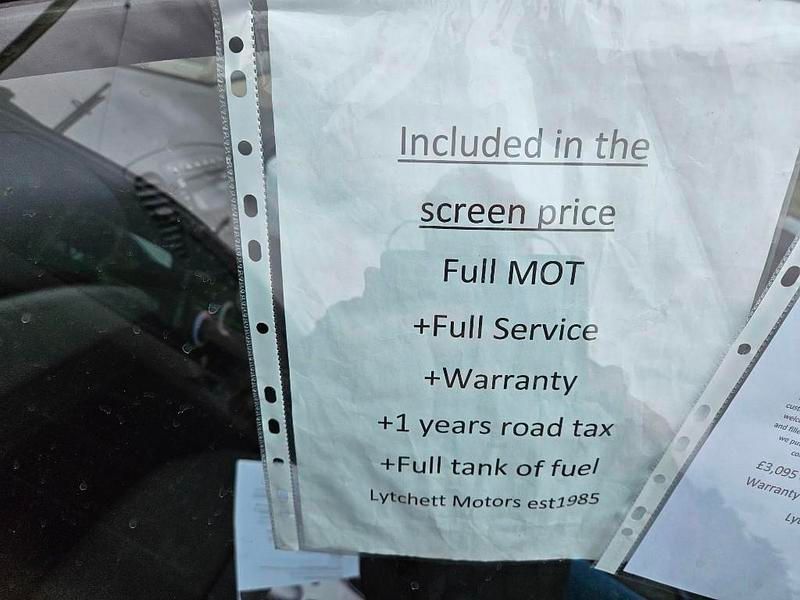 Included in the
screen price
Full MOT
+Full Service
+Warranty
+1 years road tax
+Full tank of fuel
Lytchett Motors est1985
£3,095
Warranty